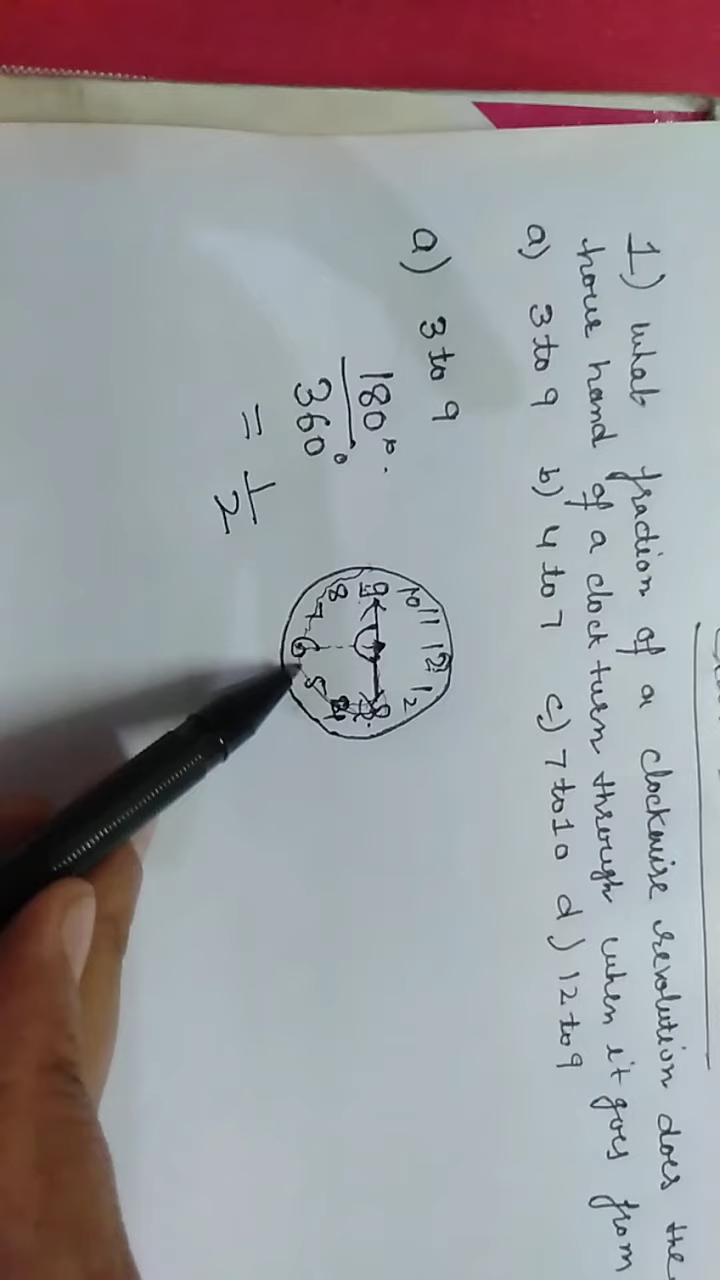 1.) What fraction of a clockwise revolution does the
hour hand of a clock turn through when it goes from
a) 3 to 9 b) 4 to 7 c) 7 to 10 d) 12 to 9
a) 3 to 9
180°
360°
= 1/2
10 11 12 1 2
9
8 7 6 5